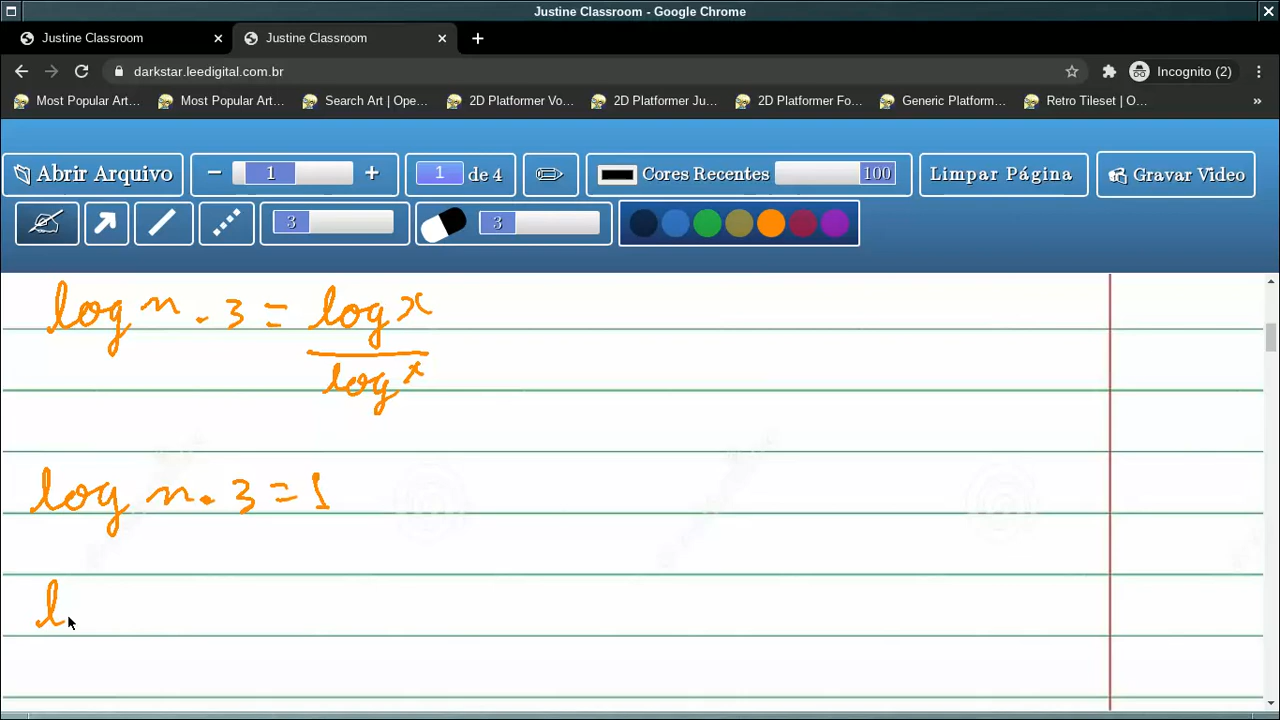 Justine Classroom - Google Chrome
Justine Classroom
Justine Classroom
darkstar.leedigital.com.br
Incognito (2)
Most Popular Art... Most Popular Art... Search Art | Ope... 2D Platformer Vo... 2D Platformer Ju... 2D Platformer Fo... Generic Platform... Retro Tileset | O... »
Abrir Arquivo − 1 + 1 de 4 Cores Recentes 100 Limpar Página Gravar Video
3 3
log n . 3 = log x
log x
log n . 3 = 1
l